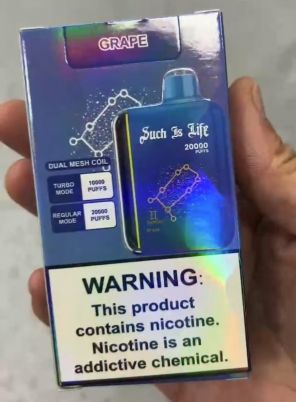 GRAPE
Such Is Life
20000
PUFFS
DUAL MESH COIL
TURBO MODE 10000 PUFFS
REGULAR MODE 20000 PUFFS
WARNING:
This product
contains nicotine.
Nicotine is an
addictive chemical.